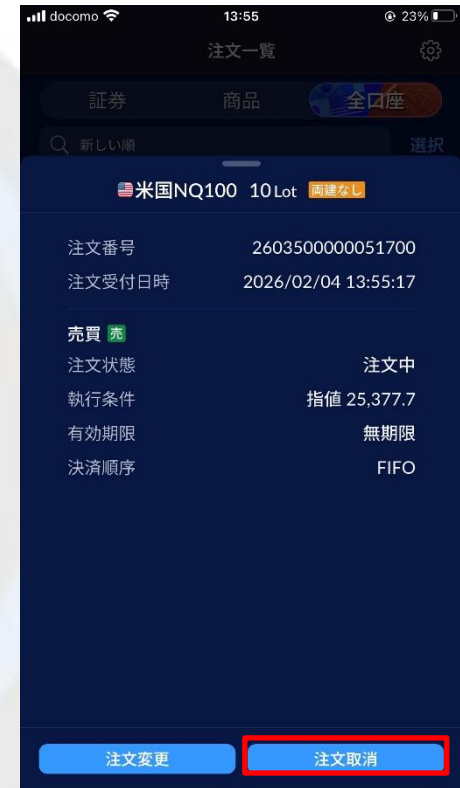 docomo 13:55 23%
注文一覧
証券 商品 全口座
新しい順 選択
米国NQ100 10 Lot 両建なし
注文番号 2603500000051700
注文受付日時 2026/02/04 13:55:17
売買 売
注文状態 注文中
執行条件 指値 25,377.7
有効期限 無期限
決済順序 FIFO
注文変更 注文取消